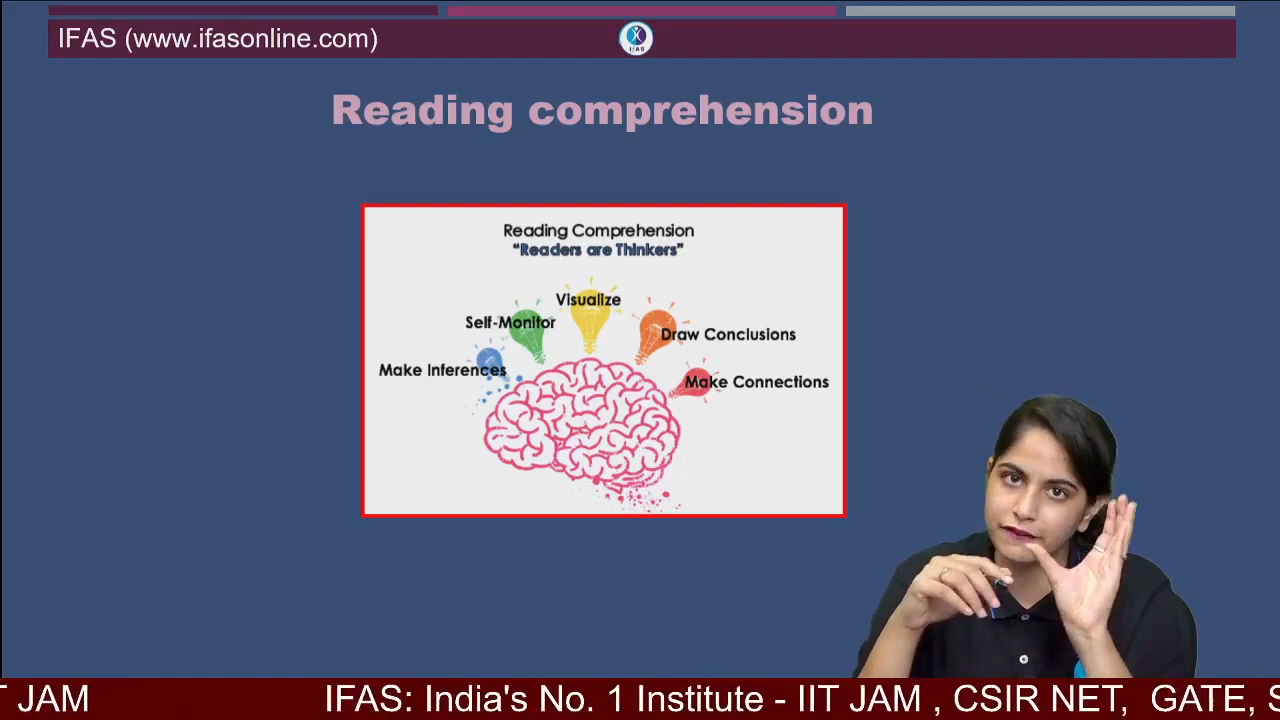 IFAS (www.ifasonline.com)
IFAS
Reading comprehension
Reading Comprehension
“Readers are Thinkers”
Visualize
Self-Monitor
Draw Conclusions
Make Inferences
Make Connections
T JAM IFAS: India's No. 1 Institute - IIT JAM , CSIR NET, GATE, S